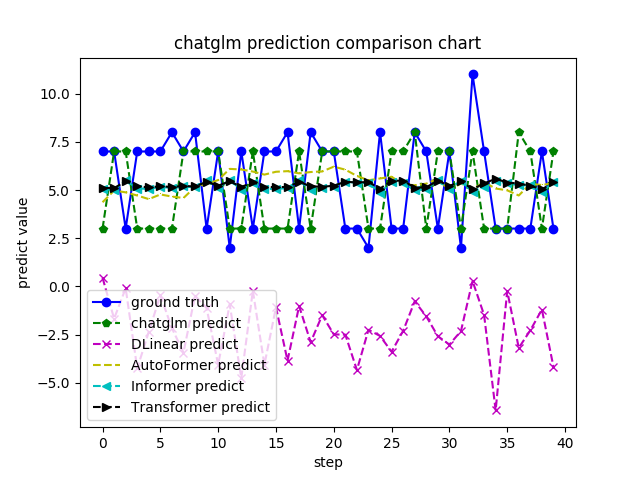 chatglm prediction comparison chart
10.0
7.5
5.0
2.5
0.0
−2.5
−5.0
predict value
ground truth
chatglm predict
DLinear predict
AutoFormer predict
Informer predict
Transformer predict
0 5 10 15 20 25 30 35 40
step